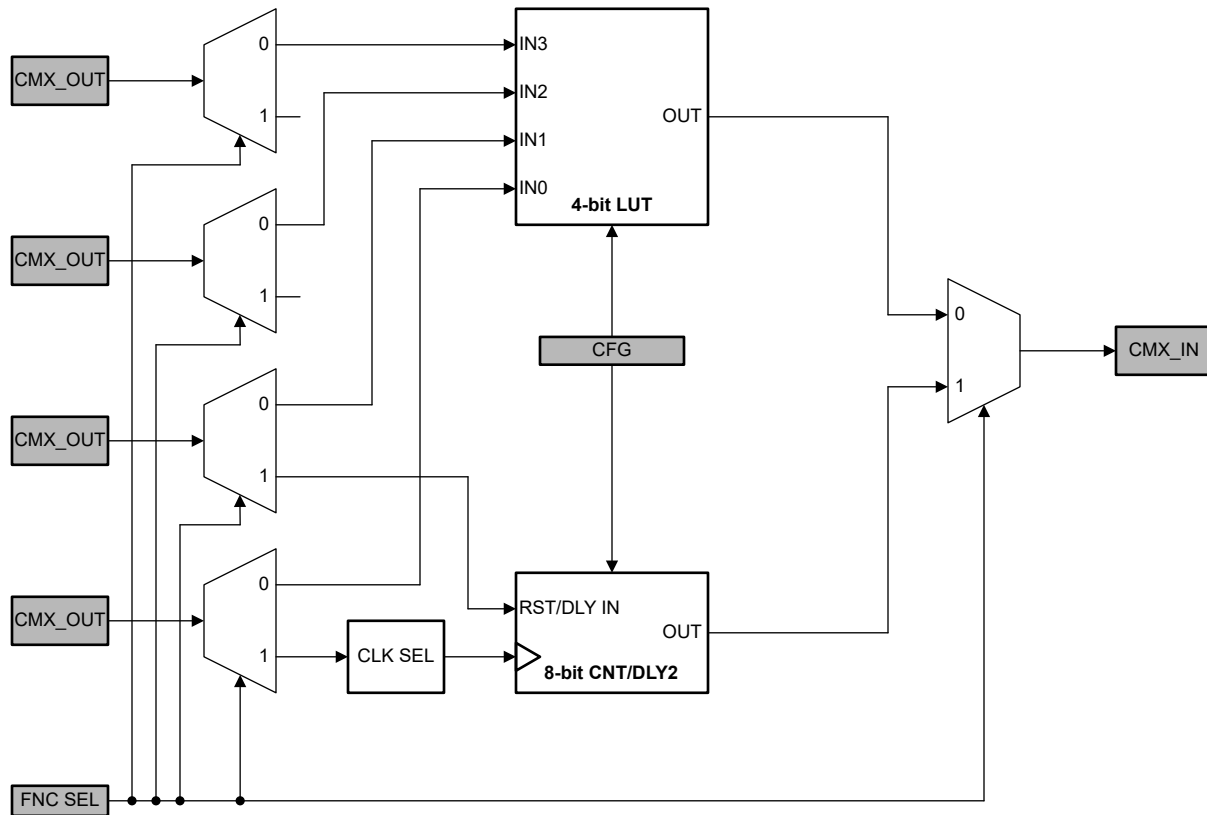 0
IN3
CMX_OUT
IN2
1
OUT
IN1
IN0
4-bit LUT
0
CMX_OUT
1
0
CFG
CMX_IN
1
0
CMX_OUT
1
0
RST/DLY IN
CMX_OUT
OUT
1
CLK SEL
8-bit CNT/DLY2
FNC SEL